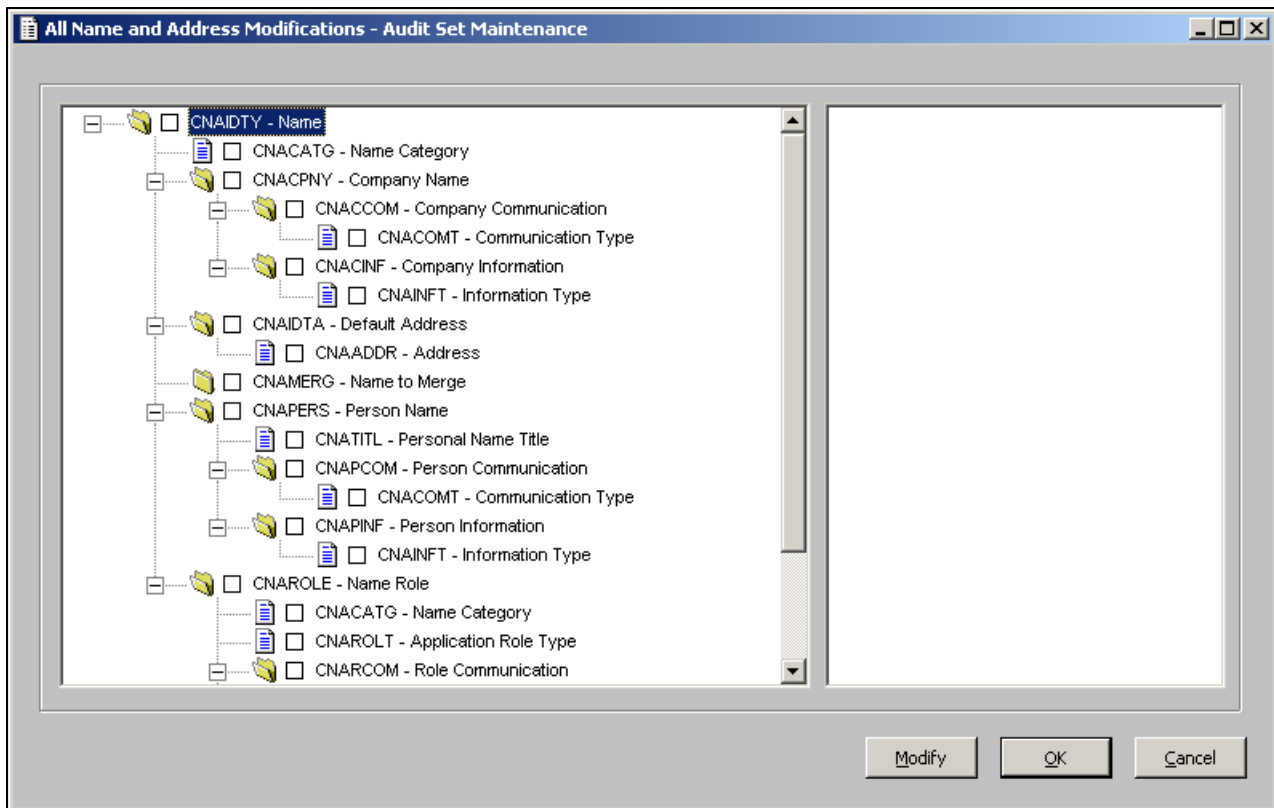 All Name and Address Modifications - Audit Set Maintenance
CNAIDTY - Name
CNACATG - Name Category
CNACPNY - Company Name
CNACCOM - Company Communication
CNACOMT - Communication Type
CNACINF - Company Information
CNAINFT - Information Type
CNAIDTA - Default Address
CNAADDR - Address
CNAMERG - Name to Merge
CNAPERS - Person Name
CNATITL - Personal Name Title
CNAPCOM - Person Communication
CNACOMT - Communication Type
CNAPINF - Person Information
CNAINFT - Information Type
CNAROLE - Name Role
CNACATG - Name Category
CNAROLT - Application Role Type
CNARCOM - Role Communication
Modify OK Cancel